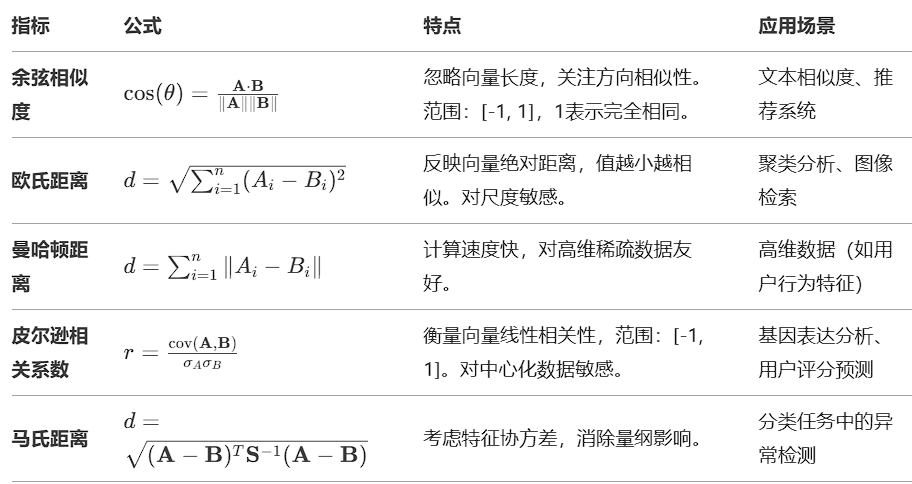 指标 公式 特点 应用场景
余弦相似度 cos(θ) = A·B / ‖A‖‖B‖ 忽略向量长度，关注方向相似性。范围：[-1, 1]，1表示完全相同。 文本相似度、推荐系统
欧氏距离 d = √∑ⁿᵢ₌₁(Aᵢ − Bᵢ)² 反映向量绝对距离，值越小越相似。对尺度敏感。 聚类分析、图像检索
曼哈顿距离 d = ∑ⁿᵢ₌₁ ‖Aᵢ − Bᵢ‖ 计算速度快，对高维稀疏数据友好。 高维数据（如用户行为特征）
皮尔逊相关系数 r = cov(A,B) / σAσB 衡量向量线性相关性，范围：[-1, 1]。对中心化数据敏感。 基因表达分析、用户评分预测
马氏距离 d = √(A − B)ᵀS⁻¹(A − B) 考虑特征协方差，消除量纲影响。 分类任务中的异常检测